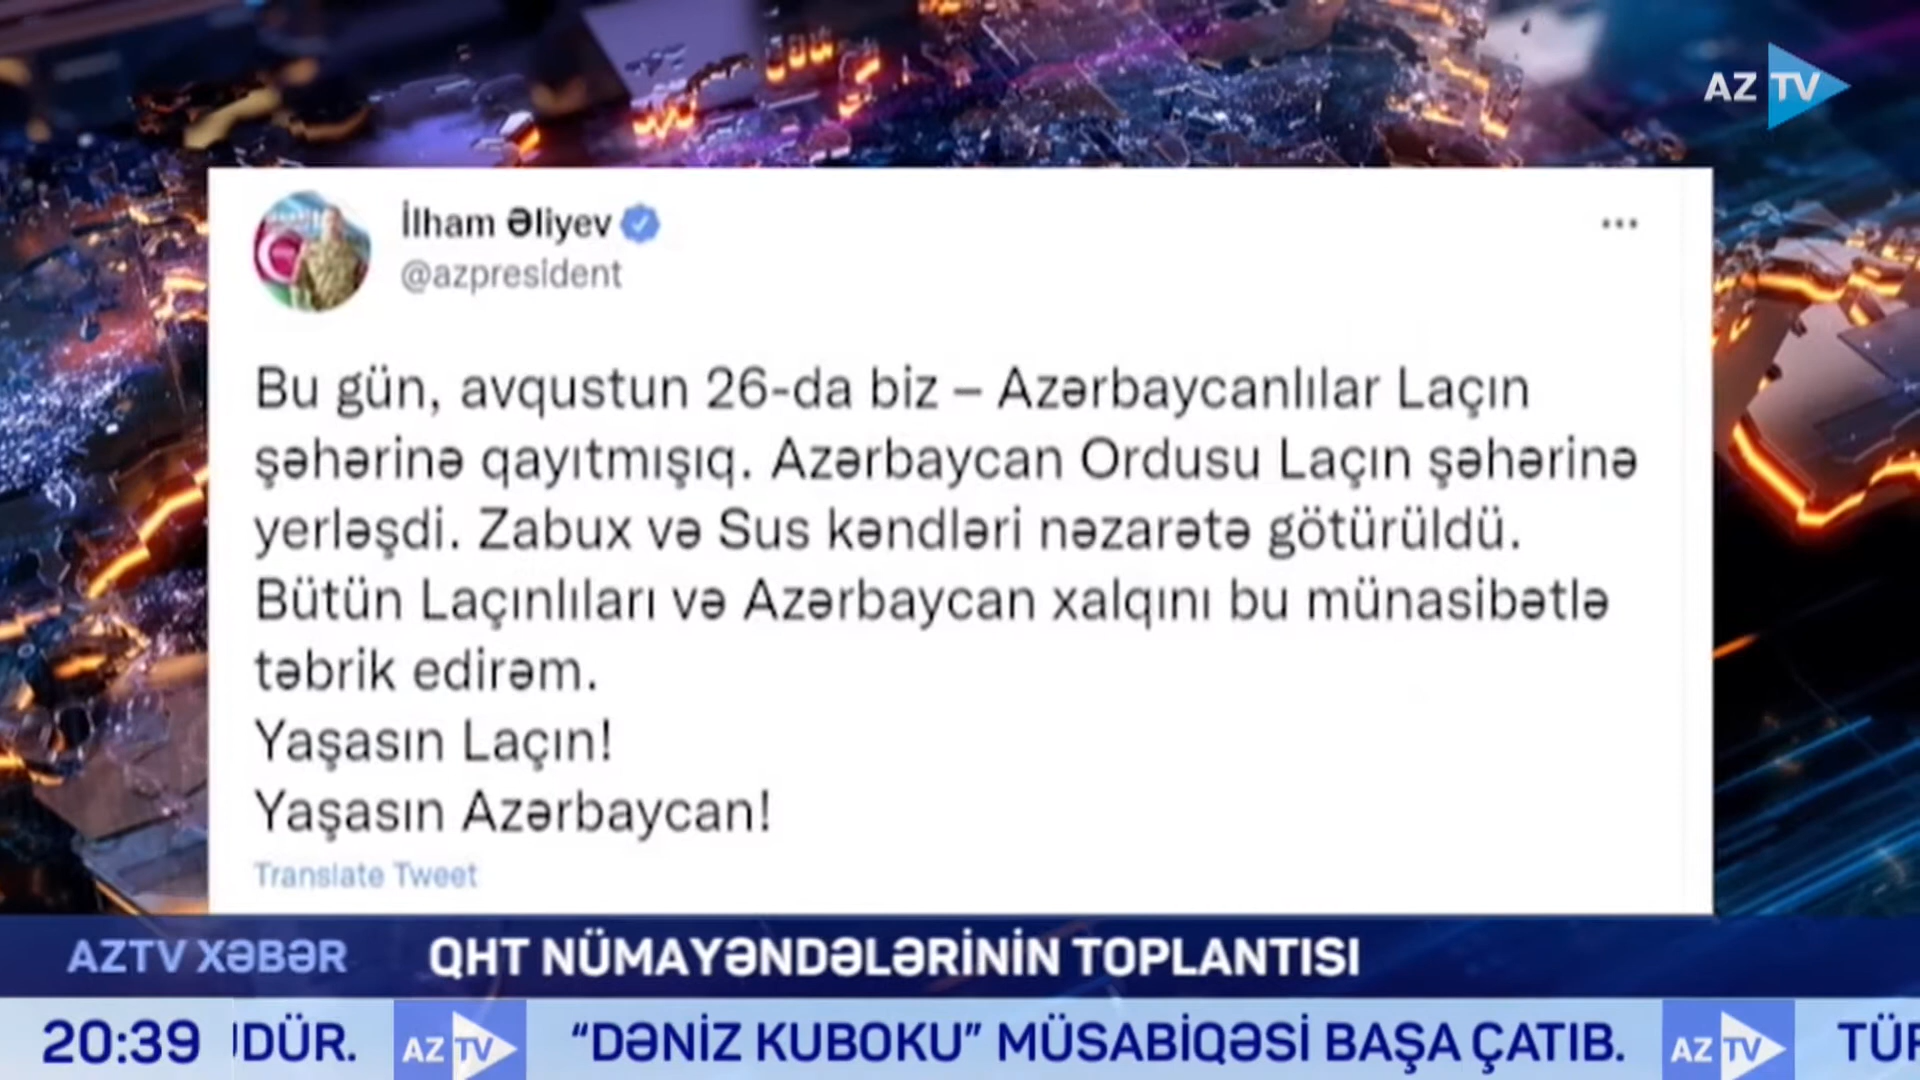 AZ TV
İlham Əliyev
@azpresident
Bu gün, avqustun 26-da biz – Azərbaycanlılar Laçın
şəhərinə qayıtmışıq. Azərbaycan Ordusu Laçın şəhərinə
yerləşdi. Zabux və Sus kəndləri nəzarətə götürüldü.
Bütün Laçınlıları və Azərbaycan xalqını bu münasibətlə
təbrik edirəm.
Yaşasın Laçın!
Yaşasın Azərbaycan!
Translate Tweet
AZTV XƏBƏR QHT NÜMAYƏNDƏLƏRİNİN TOPLANTISI
20:39 AZ TV “DƏNİZ KUBOKU” MÜSABİQƏSİ BAŞA ÇATIB. AZ TV